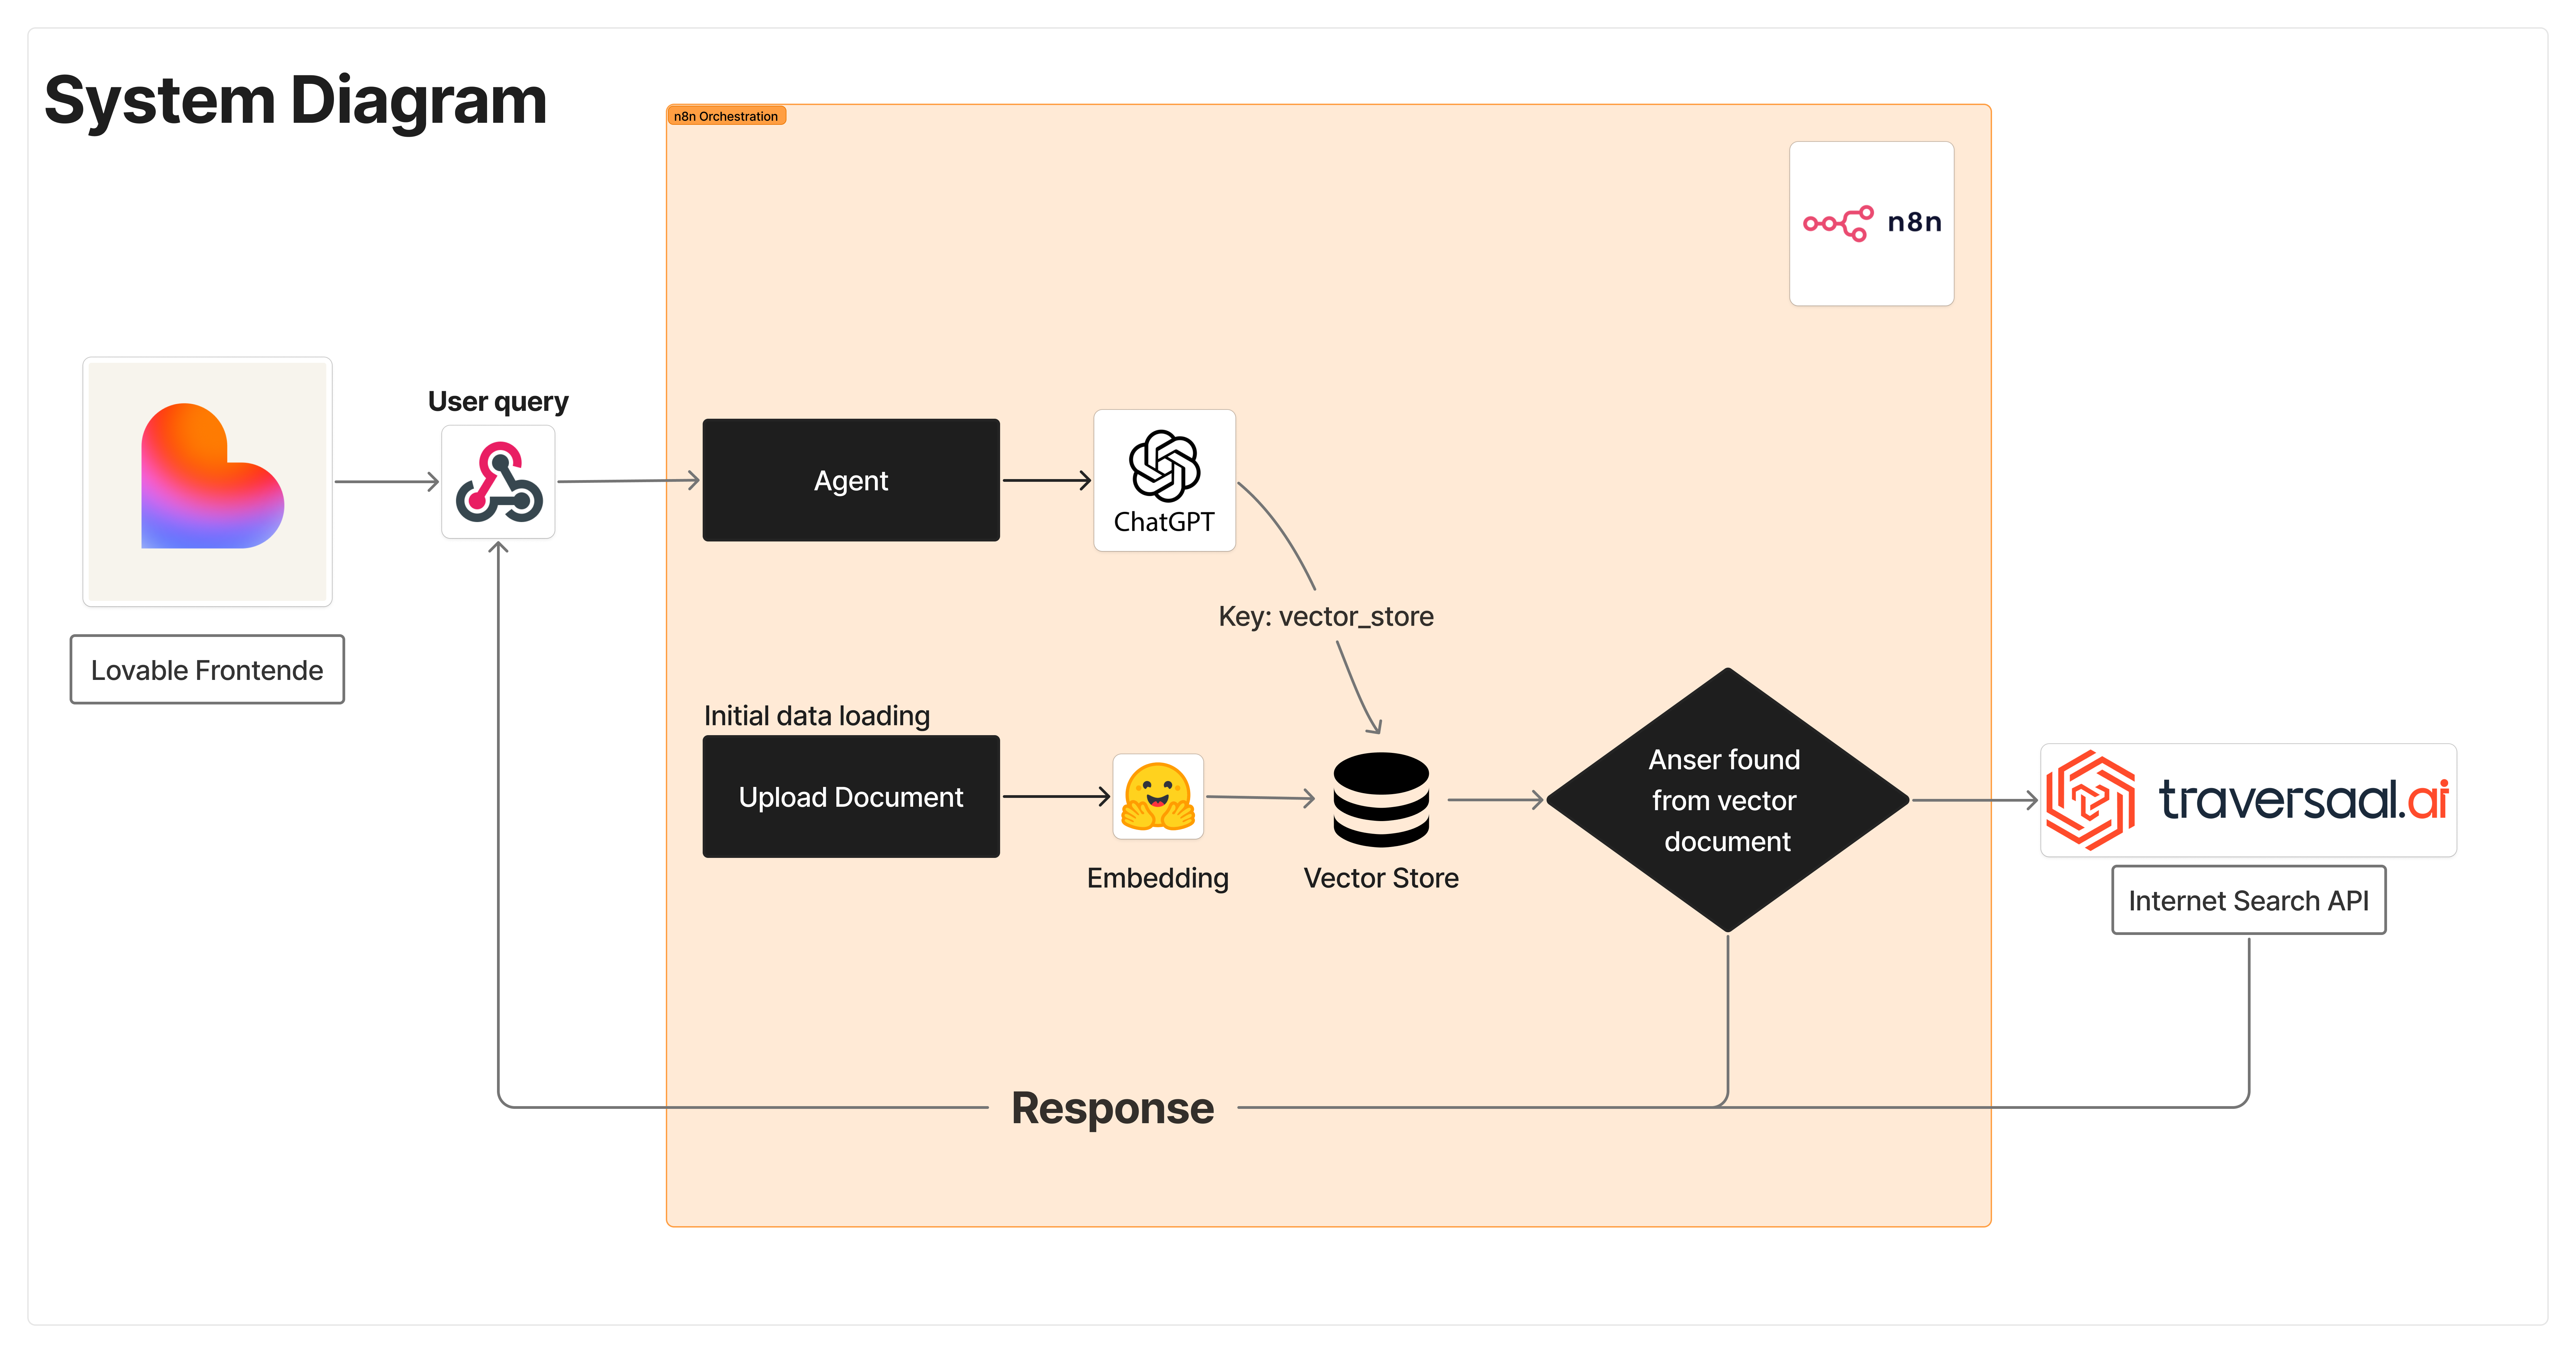 System Diagram
n8n Orchestration
n8n
User query
Agent
ChatGPT
Key: vector_store
Lovable Frontende
Initial data loading
Upload Document
Embedding
Vector Store
Anser found
from vector
document
traversaal.ai
Internet Search API
Response